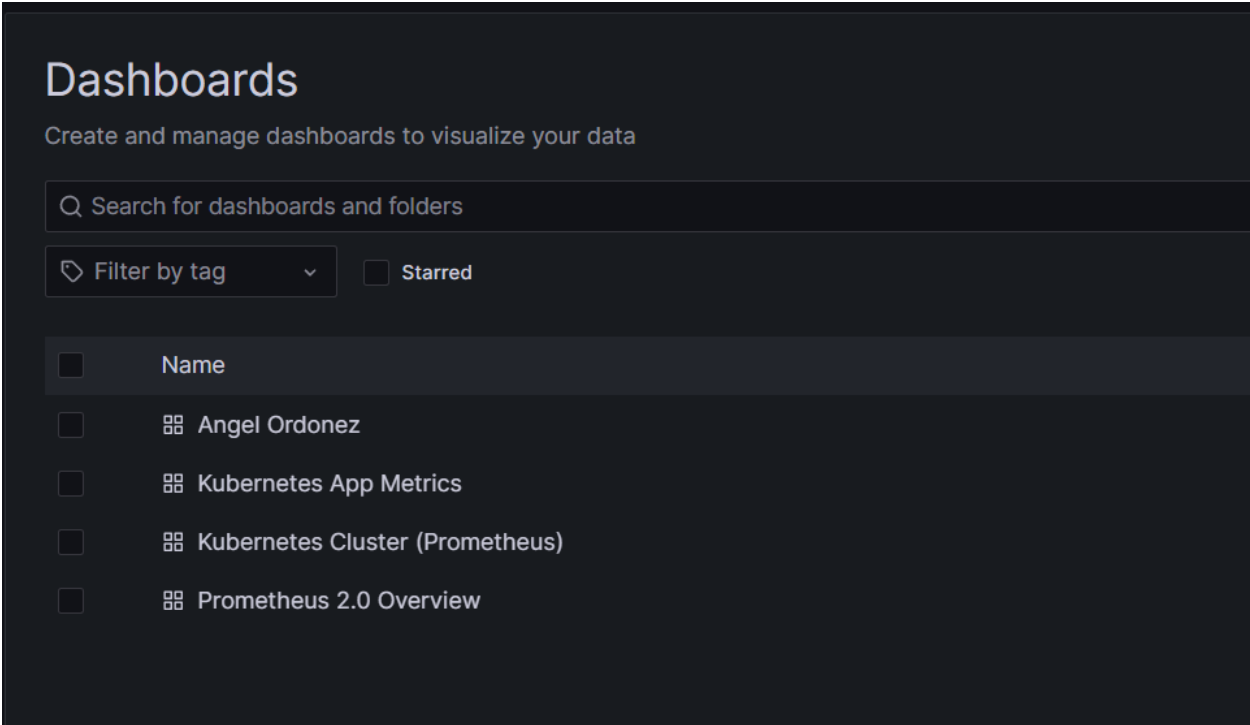 Dashboards
Create and manage dashboards to visualize your data
Search for dashboards and folders
Filter by tag Starred
Name
Angel Ordonez
Kubernetes App Metrics
Kubernetes Cluster (Prometheus)
Prometheus 2.0 Overview